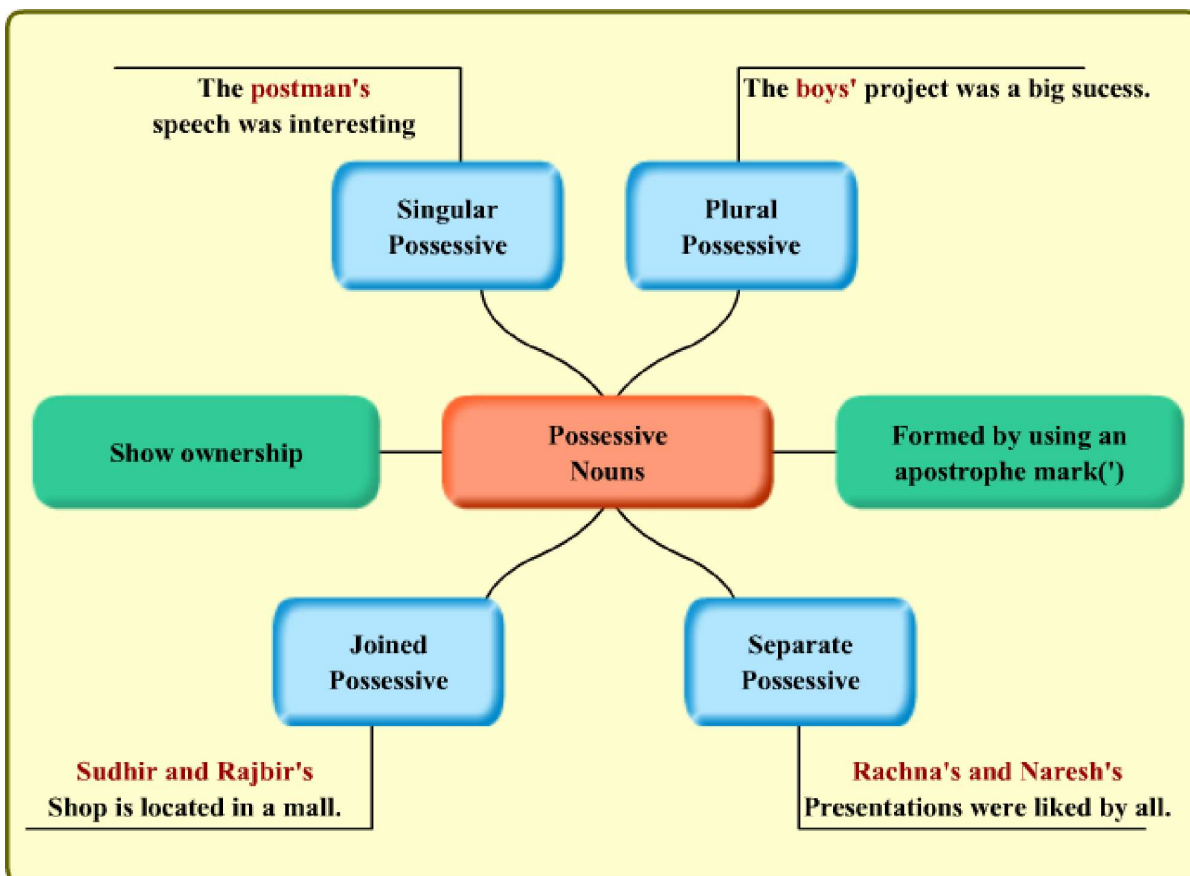 The postman's
speech was interesting
The boys' project was a big sucess.
Singular
Possessive
Plural
Possessive
Show ownership
Possessive
Nouns
Formed by using an
apostrophe mark(')
Joined
Possessive
Separate
Possessive
Sudhir and Rajbir's
Shop is located in a mall.
Rachna's and Naresh's
Presentations were liked by all.